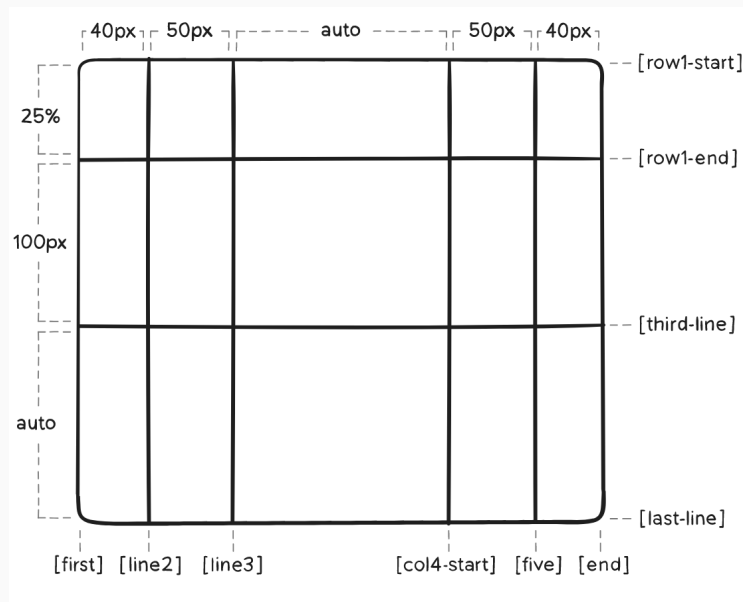 40px 50px auto 50px 40px
[row1-start]
25%
[row1-end]
100px
[third-line]
auto
[last-line]
[first] [line2] [line3] [col4-start] [five] [end]